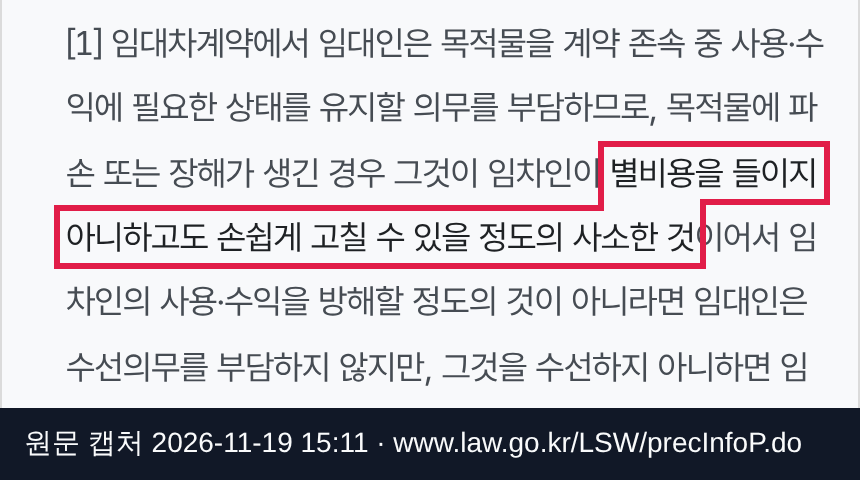 [1] 임대차계약에서 임대인은 목적물을 계약 존속 중 사용·수
익에 필요한 상태를 유지할 의무를 부담하므로, 목적물에 파
손 또는 장해가 생긴 경우 그것이 임차인이 별비용을 들이지
아니하고도 손쉽게 고칠 수 있을 정도의 사소한 것이어서 임
차인의 사용·수익을 방해할 정도의 것이 아니라면 임대인은
수선의무를 부담하지 않지만, 그것을 수선하지 아니하면 임
원문 캡처 2026-11-19 15:11 · www.law.go.kr/LSW/precInfoP.do